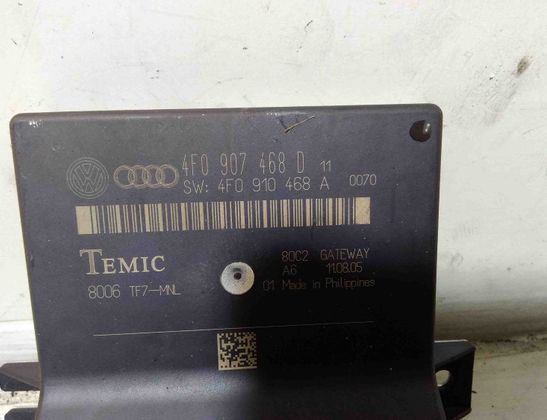 4F0 907 468 D 11
SW: 4F0 910 468 A 0070
TEMIC
80C2 GATEWAY
A6 11.08.05
8006 TF7-MNL
01 Made in Philippines